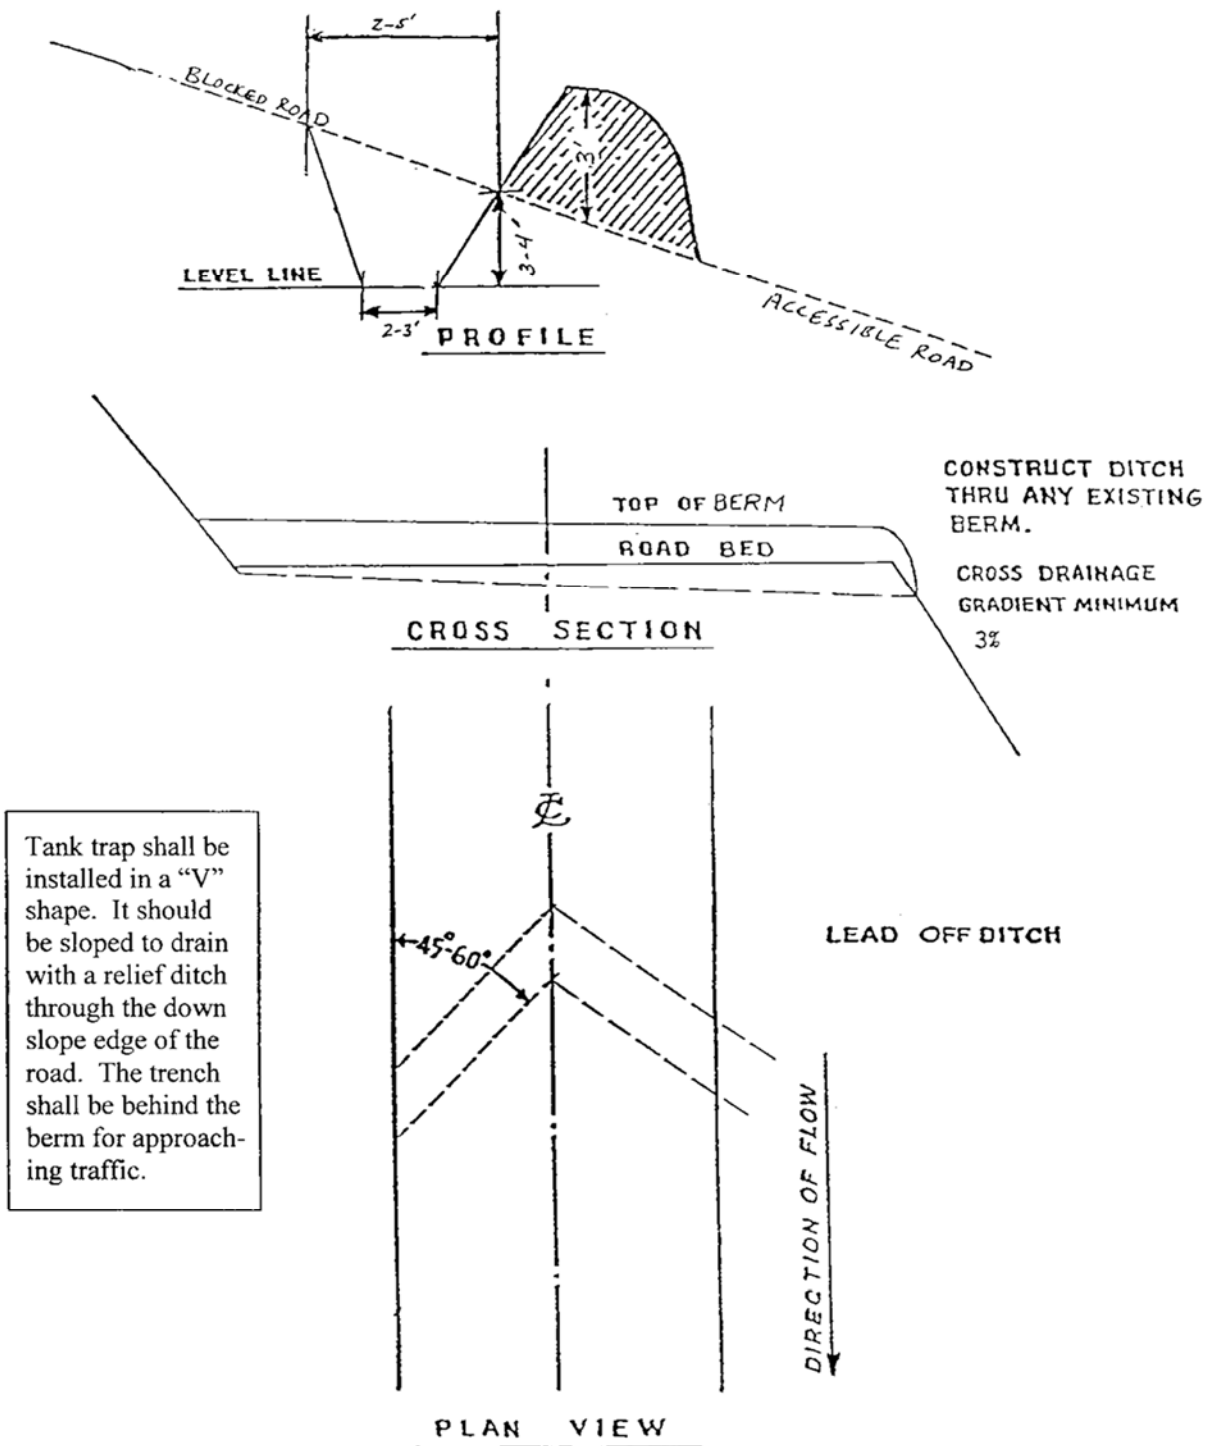 2-5'
BLOCKED ROAD
3'
3-4'
LEVEL LINE
2-3'
PROFILE
ACCESSIBLE ROAD
CONSTRUCT DITCH
THRU ANY EXISTING
BERM.
TOP OF BERM
ROAD BED
CROSS DRAINAGE
GRADIENT MINIMUM
3%
CROSS SECTION
℄
Tank trap shall be
installed in a “V”
shape. It should
be sloped to drain
with a relief ditch
through the down
slope edge of the
road. The trench
shall be behind the
berm for approach-
ing traffic.
45°-60°
LEAD OFF DITCH
DIRECTION OF FLOW
PLAN VIEW